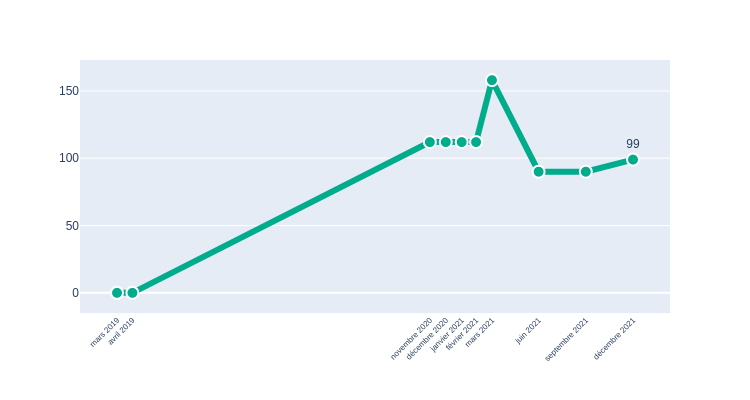 150
100
50
0
99
mars 2019
avril 2019
novembre 2020
décembre 2020
janvier 2021
février 2021
mars 2021
juin 2021
septembre 2021
décembre 2021